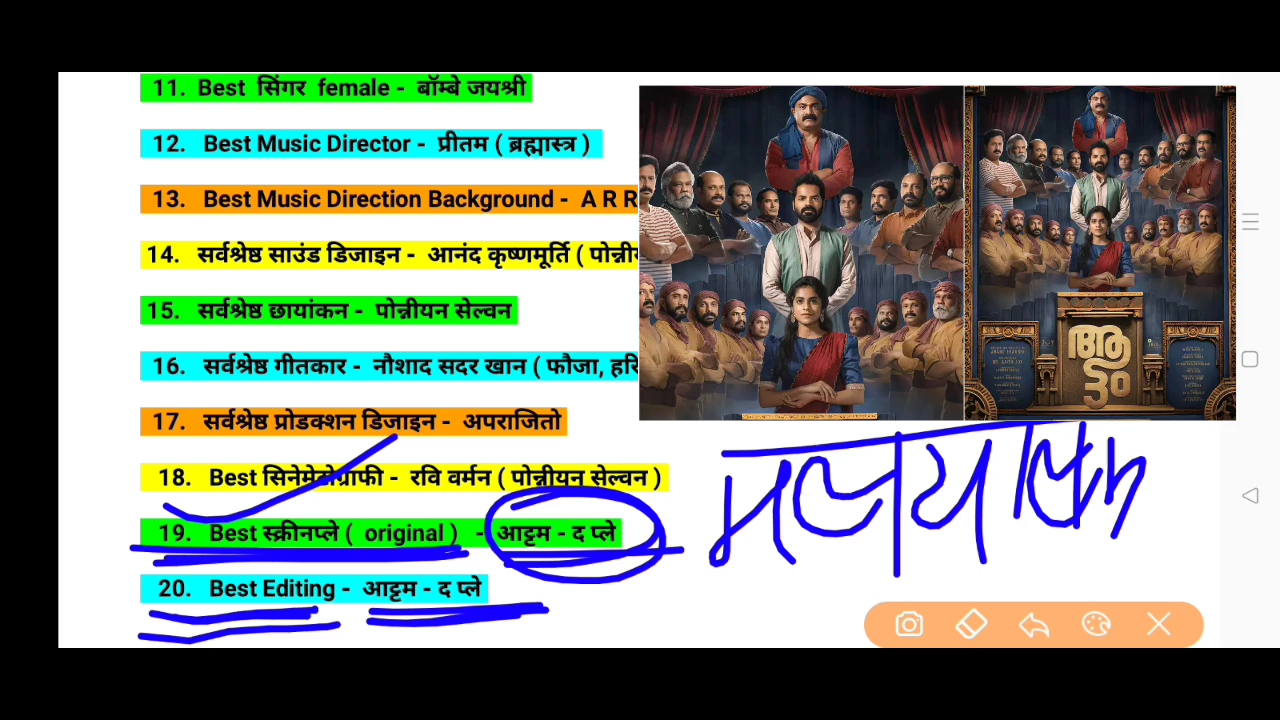 11. Best सिंगर female - बॉम्बे जयश्री
12. Best Music Director - प्रीतम ( ब्रह्मास्त्र )
13. Best Music Direction Background - A R R
14. सर्वश्रेष्ठ साउंड डिजाइन - आनंद कृष्णमूर्ति ( पोन्नी
15. सर्वश्रेष्ठ छायांकन - पोन्नीयन सेल्वन
16. सर्वश्रेष्ठ गीतकार - नौशाद सदर खान ( फौजा, हरि
17. सर्वश्रेष्ठ प्रोडक्शन डिजाइन - अपराजितो
18. Best सिनेमेटोग्राफी - रवि वर्मन ( पोन्नीयन सेल्वन )
19. Best स्क्रीनप्ले ( original ) - आट्टम - द प्ले
20. Best Editing - आट्टम - द प्ले
ആട്ടം
मलयालम